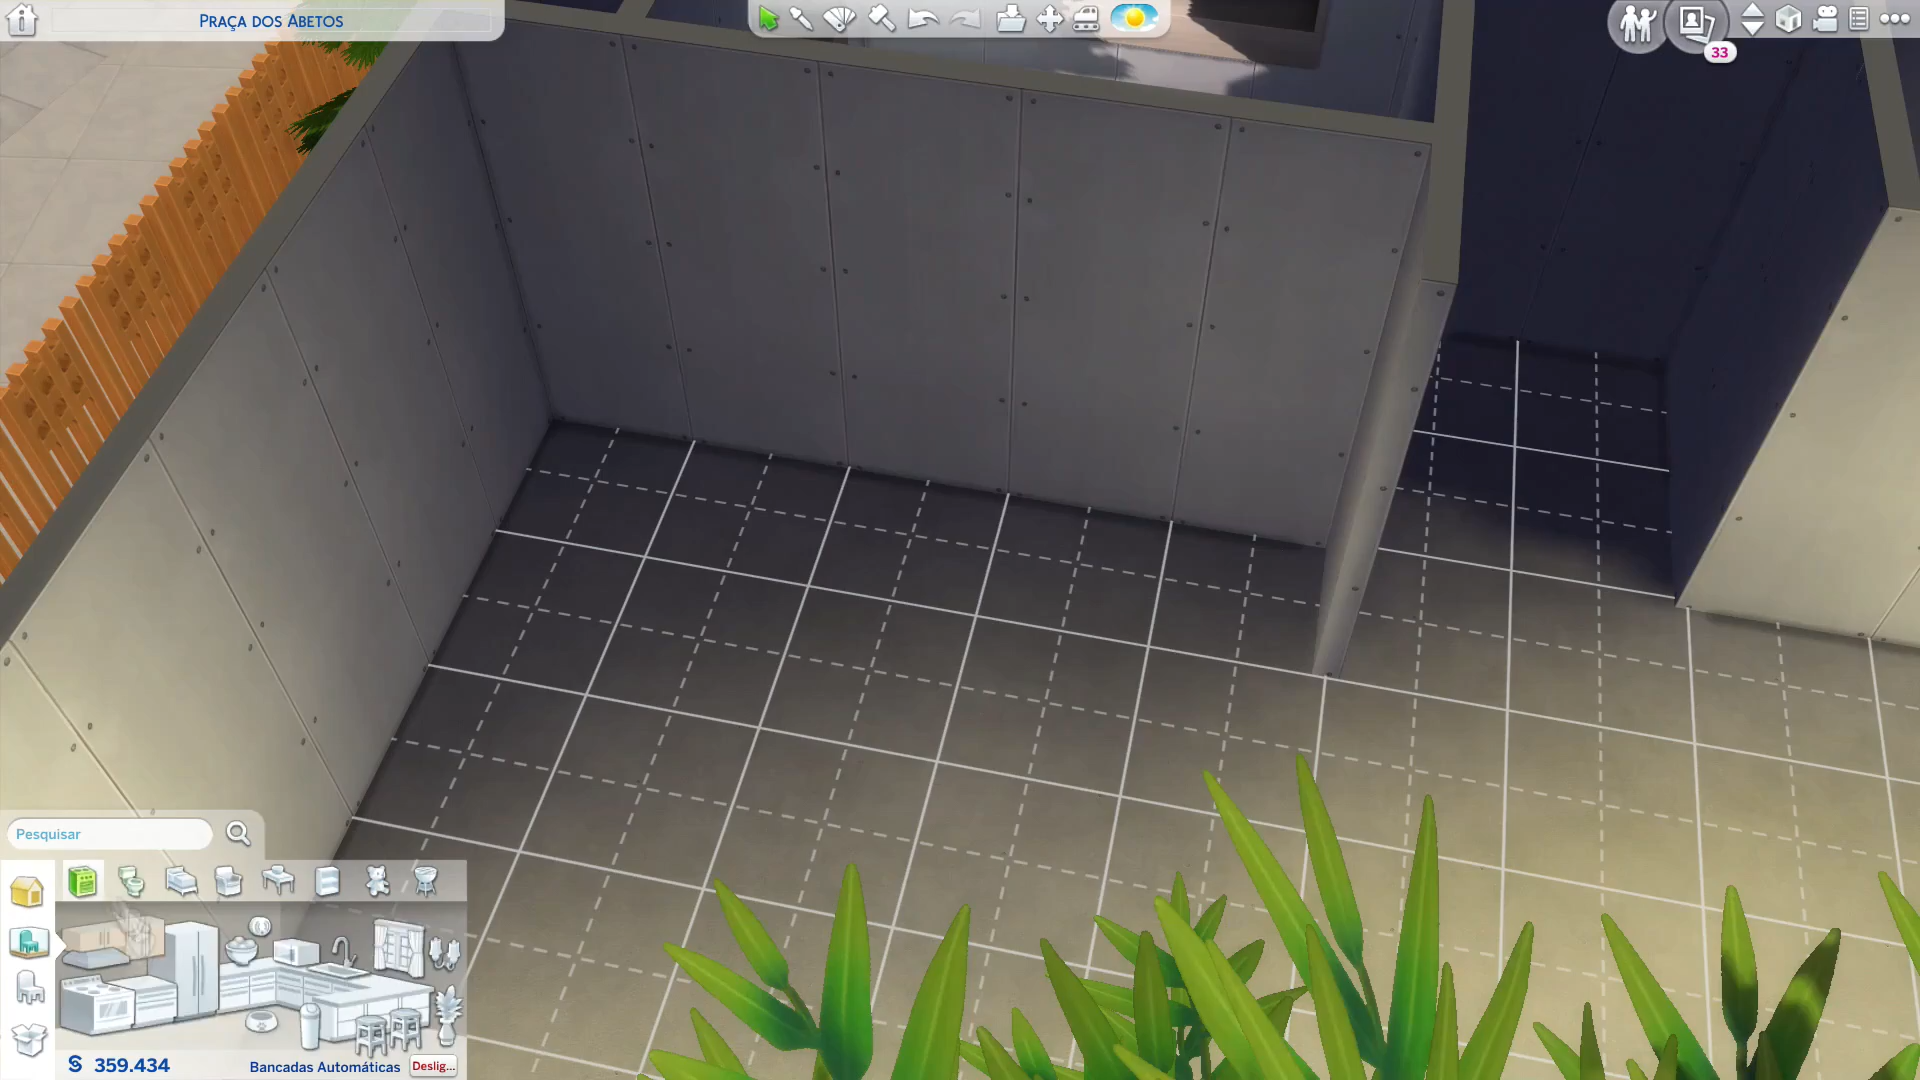 Praça dos Abetos
33
Pesquisar
359.434
Bancadas Automáticas
Deslig...